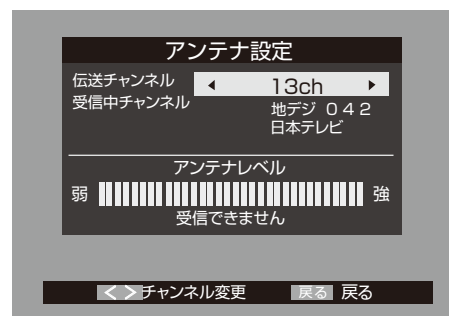 アンテナ設定
伝送チャンネル ◀ 13ch ▶
受信中チャンネル 地デジ 042
日本テレビ
アンテナレベル
弱 強
受信できません
<>チャンネル変更 戻る 戻る